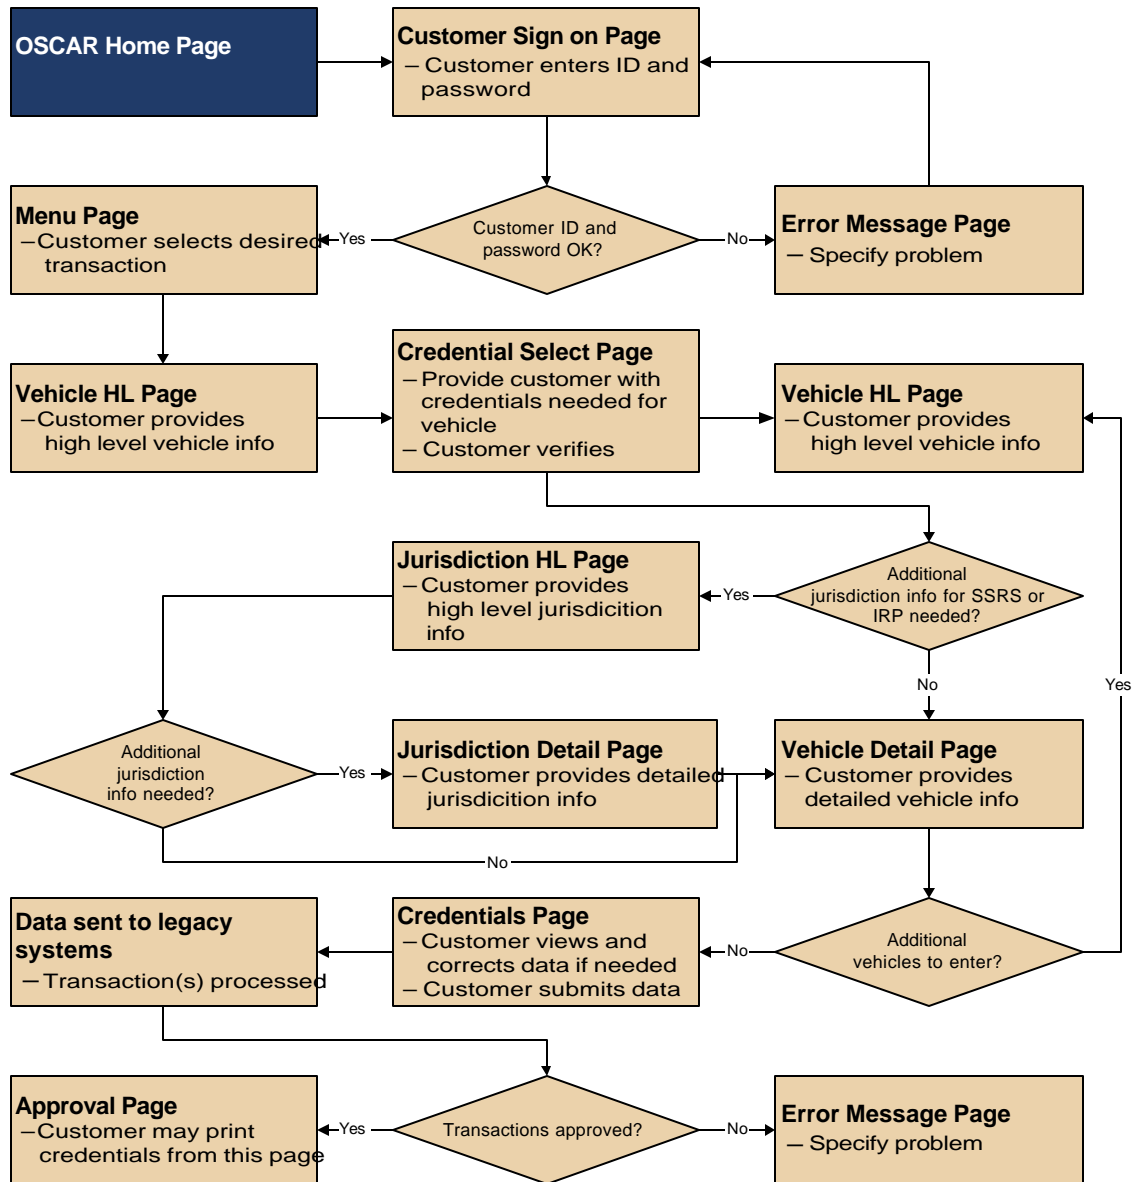 OSCAR Home Page
Customer Sign on Page
– Customer enters ID and
password
Menu Page
– Customer selects desired
transaction
Yes
Customer ID and
password OK?
No
Error Message Page
– Specify problem
Vehicle HL Page
– Customer provides
high level vehicle info
Credential Select Page
– Provide customer with
credentials needed for
vehicle
– Customer verifies
Vehicle HL Page
– Customer provides
high level vehicle info
Jurisdiction HL Page
– Customer provides
high level jurisdicition
info
Yes
Additional
jurisdiction info for SSRS or
IRP needed?
No
Yes
Additional
jurisdiction
info needed?
Yes
Jurisdiction Detail Page
– Customer provides detailed
jurisdicition info
Vehicle Detail Page
– Customer provides
detailed vehicle info
No
Data sent to legacy
systems
– Transaction(s) processed
Credentials Page
– Customer views and
corrects data if needed
– Customer submits data
No
Additional
vehicles to enter?
Approval Page
– Customer may print
credentials from this page
Yes
Transactions approved?
No
Error Message Page
– Specify problem